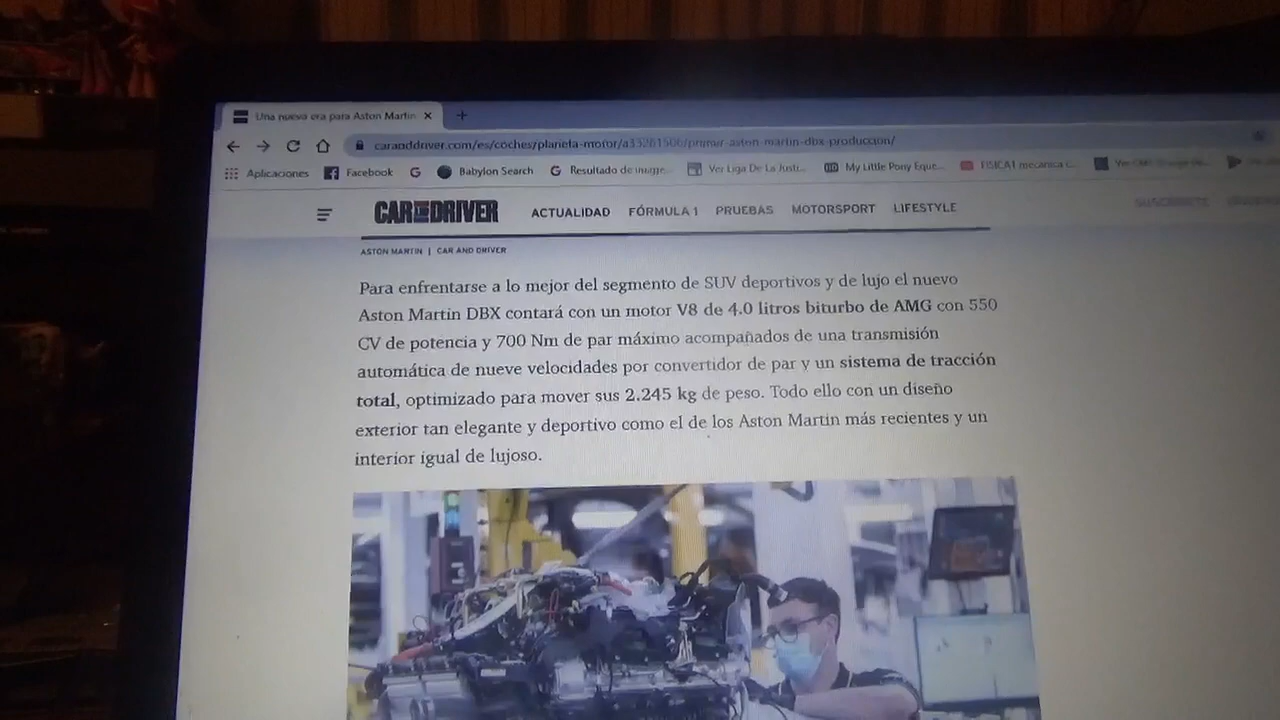 Una nueva era para Aston Martin
caranddriver.com/es/coches/planeta-motor/a33261506/primer-aston-martin-dbx-produccion/
Aplicaciones Facebook Babylon Search Resultado de image... Ver Liga De La Justi... My Little Pony Eque... FISICA1 mecanica c...
CAR AND DRIVER ACTUALIDAD FÓRMULA 1 PRUEBAS MOTORSPORT LIFESTYLE SUSCRÍBETE
ASTON MARTIN | CAR AND DRIVER
Para enfrentarse a lo mejor del segmento de SUV deportivos y de lujo el nuevo
Aston Martin DBX contará con un motor V8 de 4.0 litros biturbo de AMG con 550
CV de potencia y 700 Nm de par máximo acompañados de una transmisión
automática de nueve velocidades por convertidor de par y un sistema de tracción
total, optimizado para mover sus 2.245 kg de peso. Todo ello con un diseño
exterior tan elegante y deportivo como el de los Aston Martin más recientes y un
interior igual de lujoso.